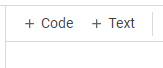 + Code + Text